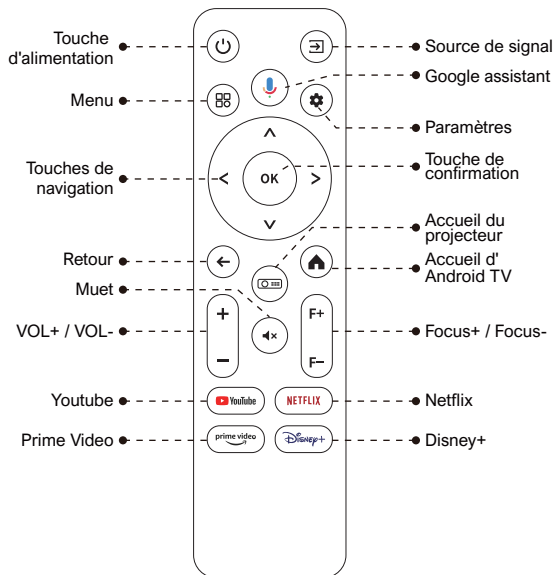 Touche
d'alimentation
Menu
Touches de
navigation
Retour
Muet
VOL+ / VOL-
Youtube
Prime Video
OK
F+
F−
YouTube
NETFLIX
prime video
Disney+
Source de signal
Google assistant
Paramètres
Touche de
confirmation
Accueil du
projecteur
Accueil d'
Android TV
Focus+ / Focus-
Netflix
Disney+